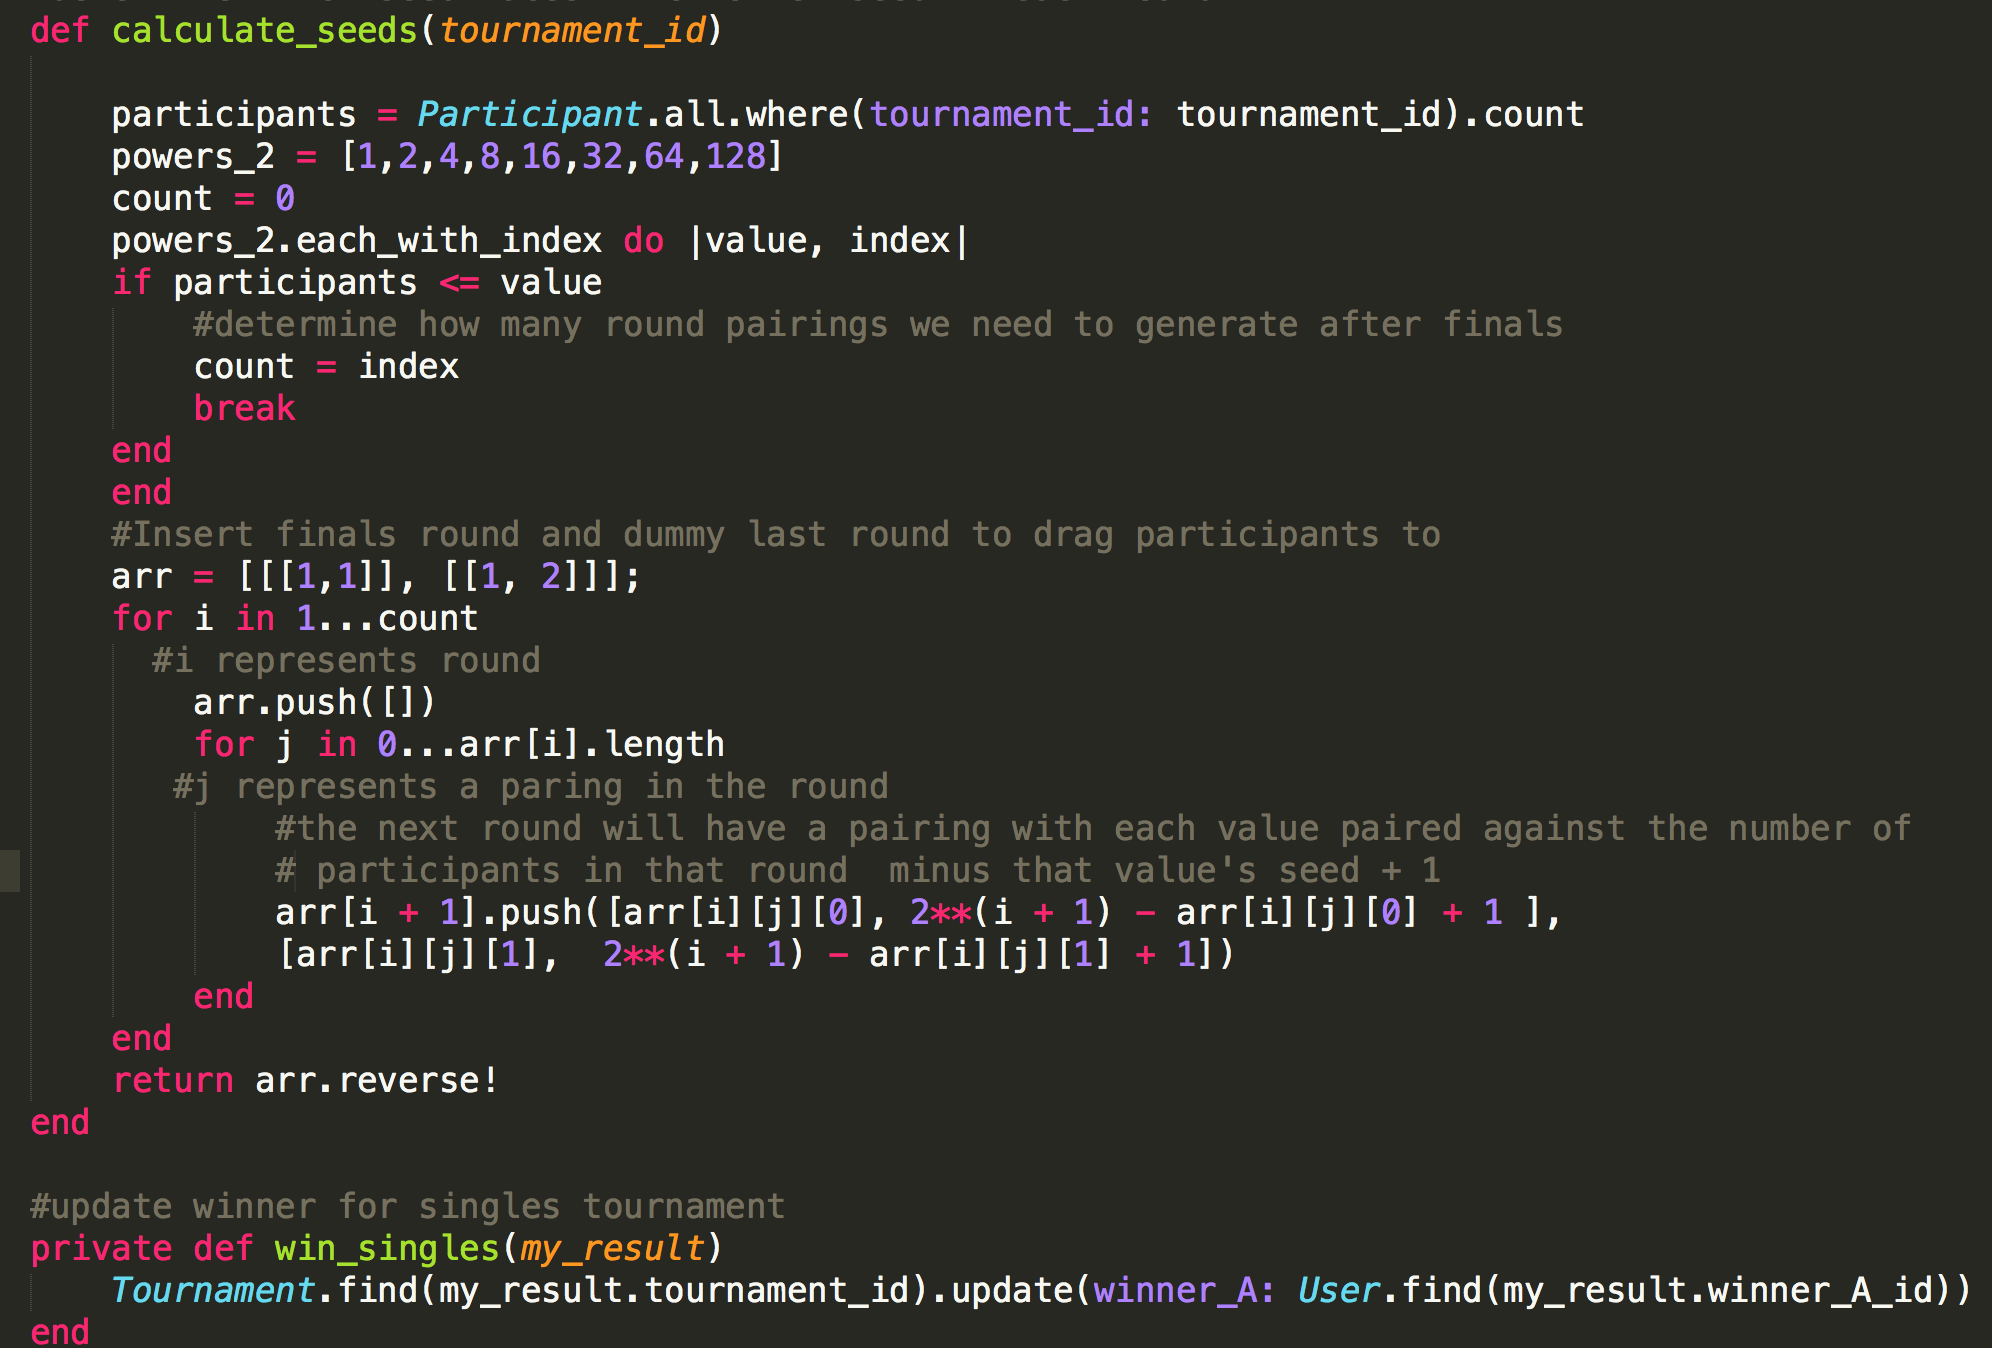 def calculate_seeds(tournament_id)
participants = Participant.all.where(tournament_id: tournament_id).count
powers_2 = [1,2,4,8,16,32,64,128]
count = 0
powers_2.each_with_index do |value, index|
if participants <= value
#determine how many round pairings we need to generate after finals
count = index
break
end
end
#Insert finals round and dummy last round to drag participants to
arr = [[[1,1]], [[1, 2]]];
for i in 1...count
#i represents round
arr.push([])
for j in 0...arr[i].length
#j represents a paring in the round
#the next round will have a pairing with each value paired against the number of
# participants in that round  minus that value's seed + 1
arr[i + 1].push([arr[i][j][0], 2**(i + 1) - arr[i][j][0] + 1 ],
[arr[i][j][1],  2**(i + 1) - arr[i][j][1] + 1])
end
end
return arr.reverse!
end
#update winner for singles tournament
private def win_singles(my_result)
Tournament.find(my_result.tournament_id).update(winner_A: User.find(my_result.winner_A_id))
end